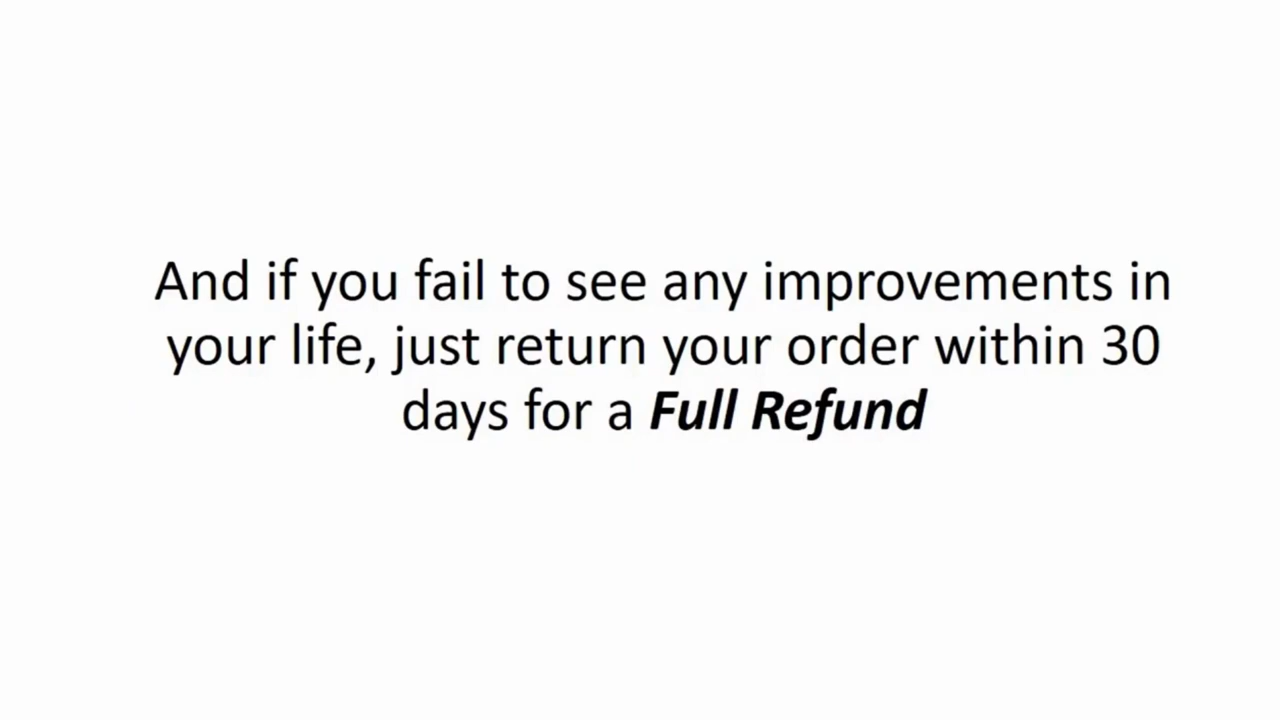 And if you fail to see any improvements in
your life, just return your order within 30
days for a Full Refund